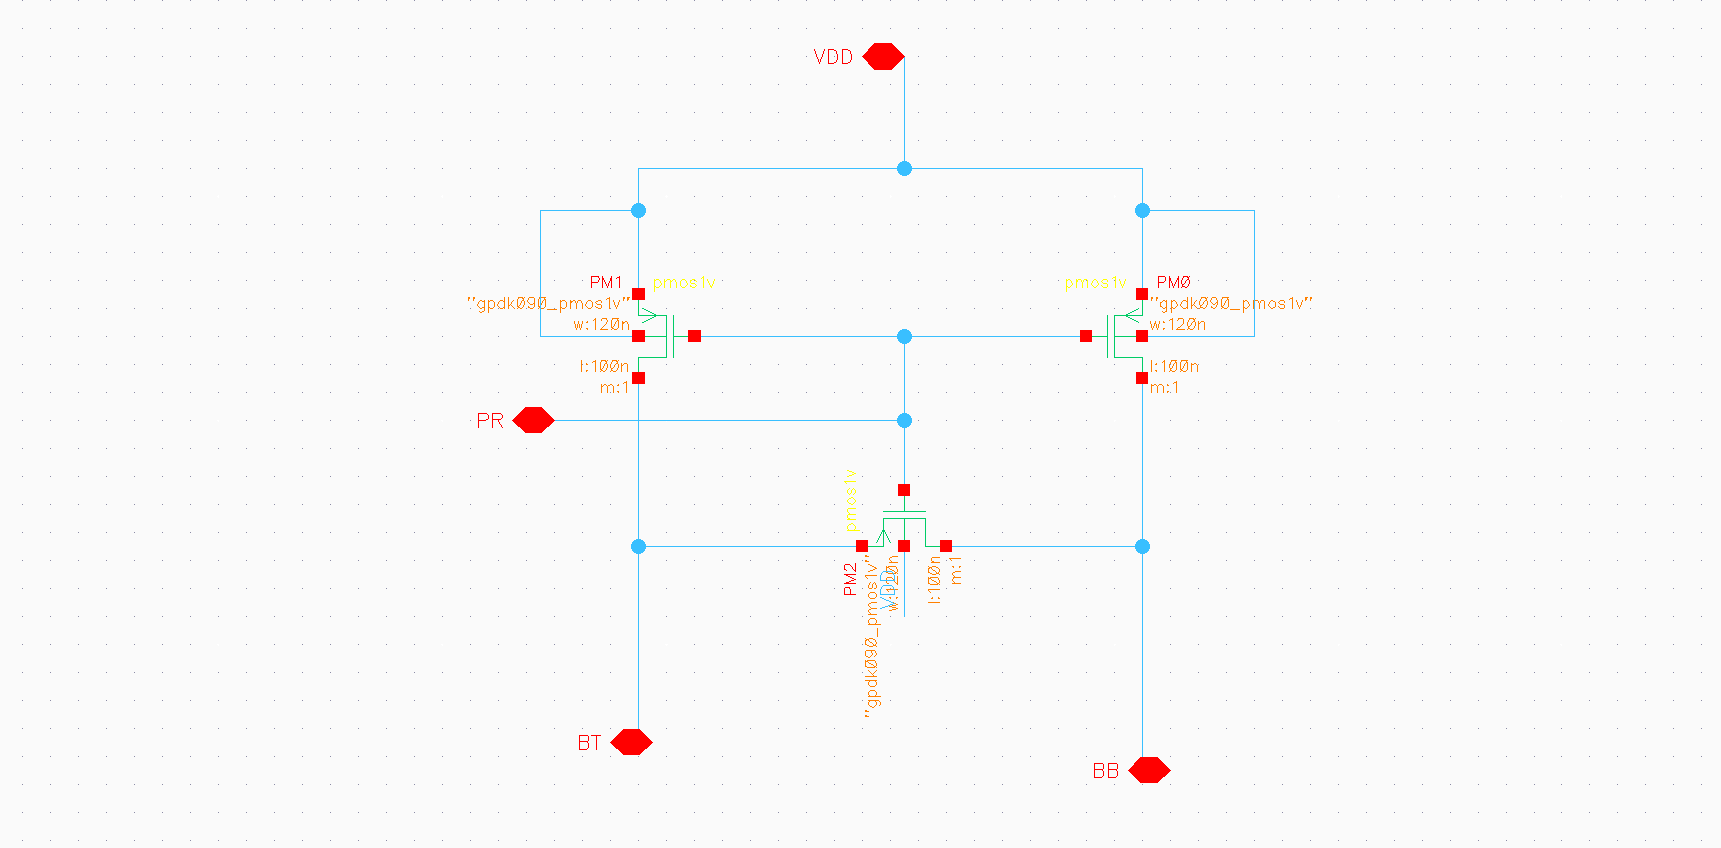 VDD
PM1
pmos1v
"gpdk090_pmos1v"
w:120n
l:100n
m:1
pmos1v
PM0
"gpdk090_pmos1v"
w:120n
l:100n
m:1
PR
pmos1v
PM2
"gpdk090_pmos1v"
VDD
w:120n
l:100n
m:1
BT
BB